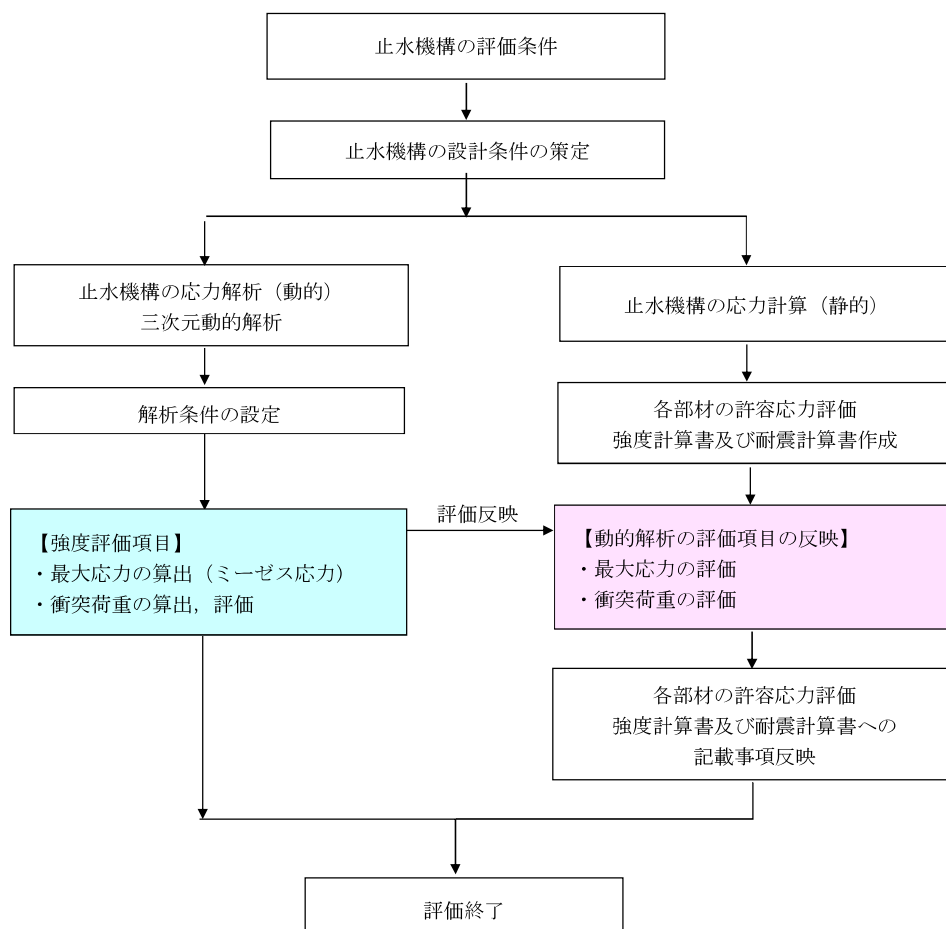 止水機構の評価条件
止水機構の設計条件の策定
止水機構の応力解析（動的）
三次元動的解析
解析条件の設定
【強度評価項目】
・最大応力の算出（ミーゼス応力）
・衝突荷重の算出，評価
評価反映
止水機構の応力計算（静的）
各部材の許容応力評価
強度計算書及び耐震計算書作成
【動的解析の評価項目の反映】
・最大応力の評価
・衝突荷重の評価
各部材の許容応力評価
強度計算書及び耐震計算書への
記載事項反映
評価終了